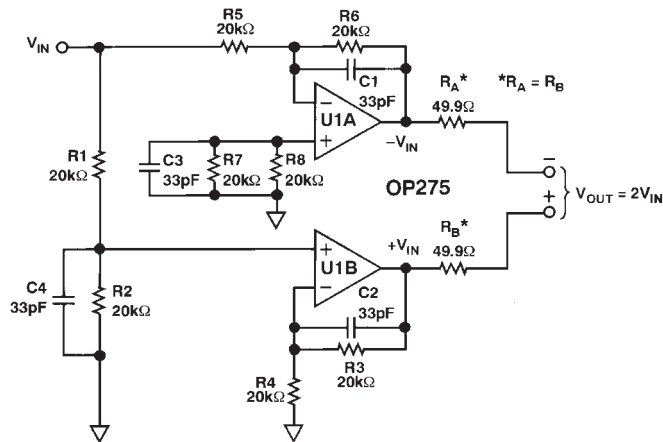 R5
20kΩ
R6
20kΩ
V_IN
C1
33pF
R_A*
*R_A = R_B
49.9Ω
−
U1A
+
−V_IN
R1
20kΩ
C3
33pF
R7
20kΩ
R8
20kΩ
OP275
−
+
V_OUT = 2V_IN
R_B*
49.9Ω
+V_IN
+
U1B
−
C4
33pF
R2
20kΩ
C2
33pF
R3
20kΩ
R4
20kΩ